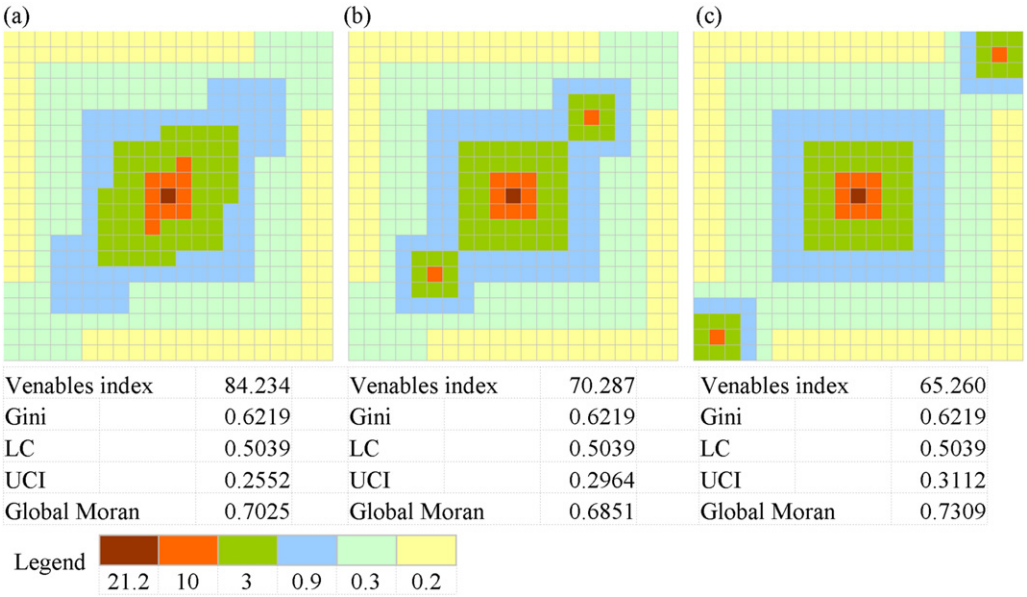 (a) (b) (c)
Venables index 84.234 Venables index 70.287 Venables index 65.260
Gini 0.6219 Gini 0.6219 Gini 0.6219
LC 0.5039 LC 0.5039 LC 0.5039
UCI 0.2552 UCI 0.2964 UCI 0.3112
Global Moran 0.7025 Global Moran 0.6851 Global Moran 0.7309
Legend
21.2 10 3 0.9 0.3 0.2